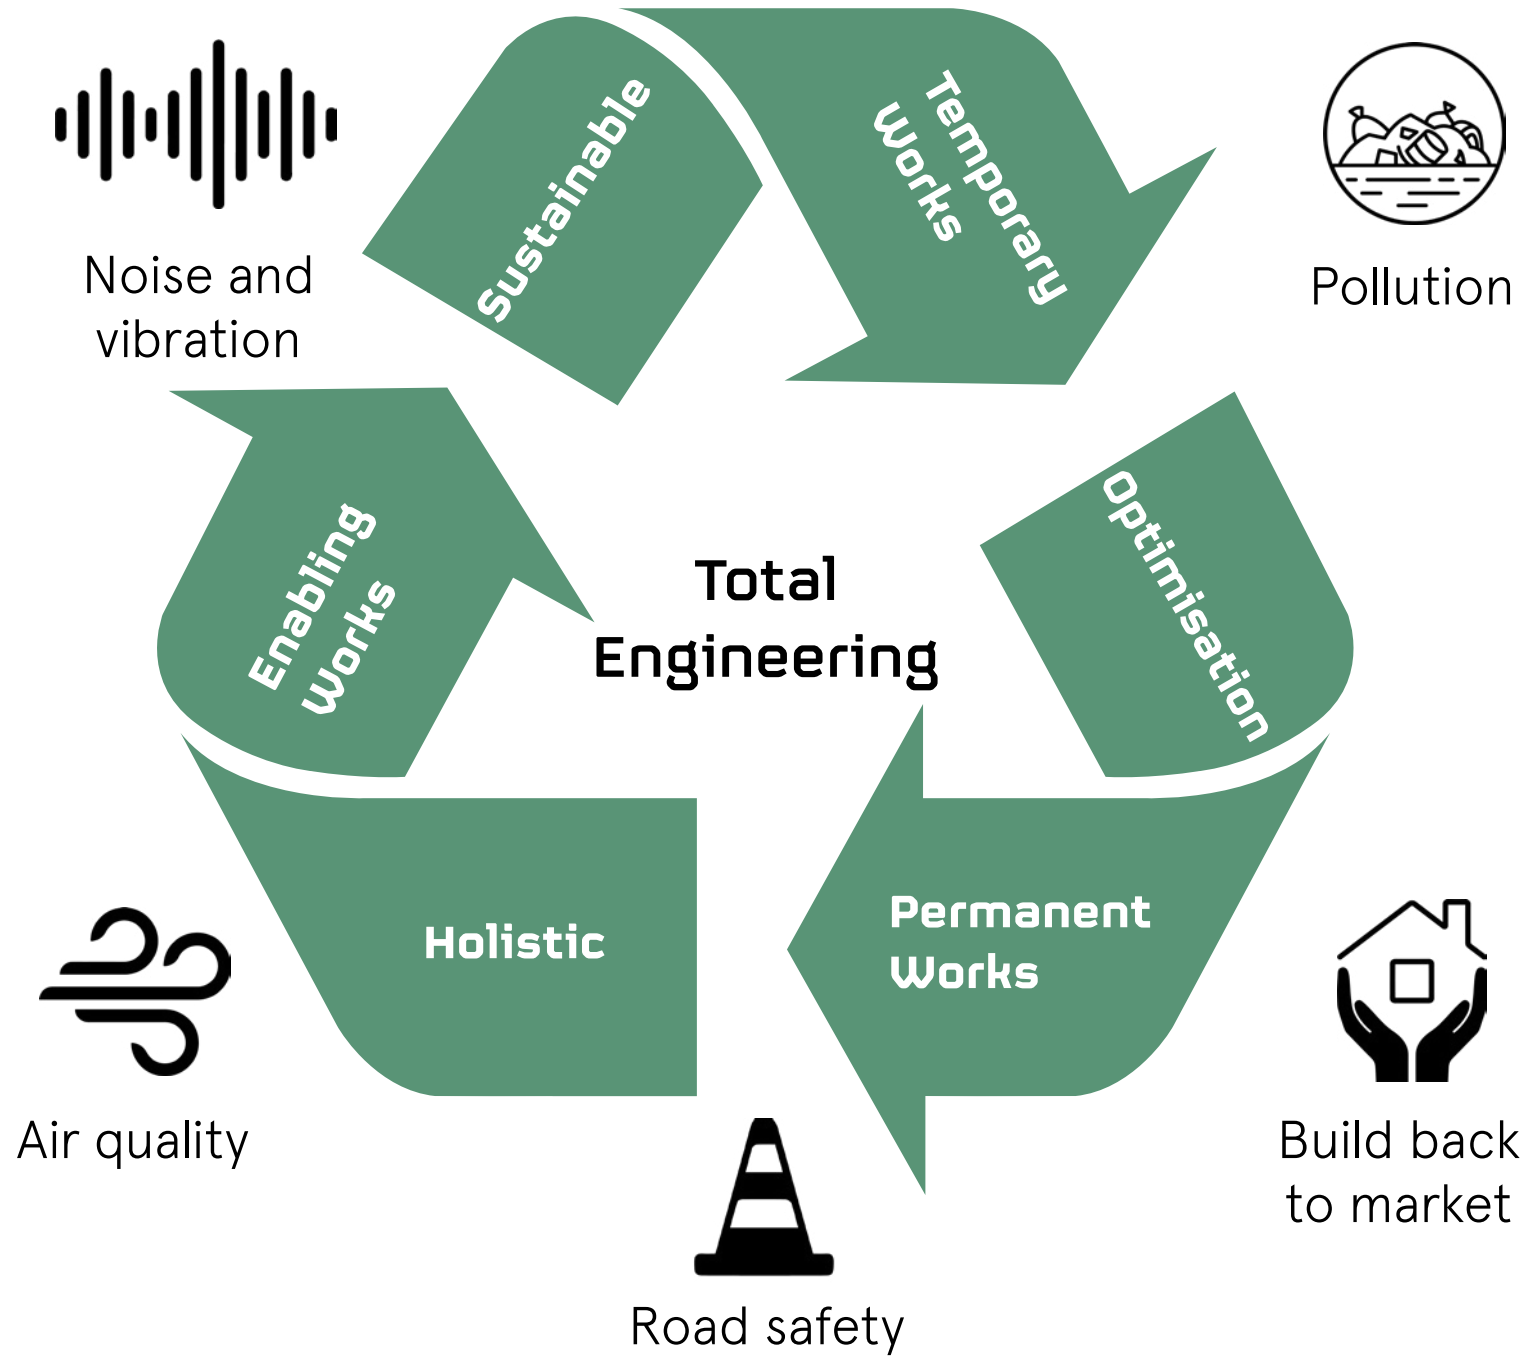 Sustainable
Temporary
Works
Noise and
vibration
Pollution
Enabling
Works
Optimisation
Total
Engineering
Holistic
Permanent
Works
Air quality
Build back
to market
Road safety